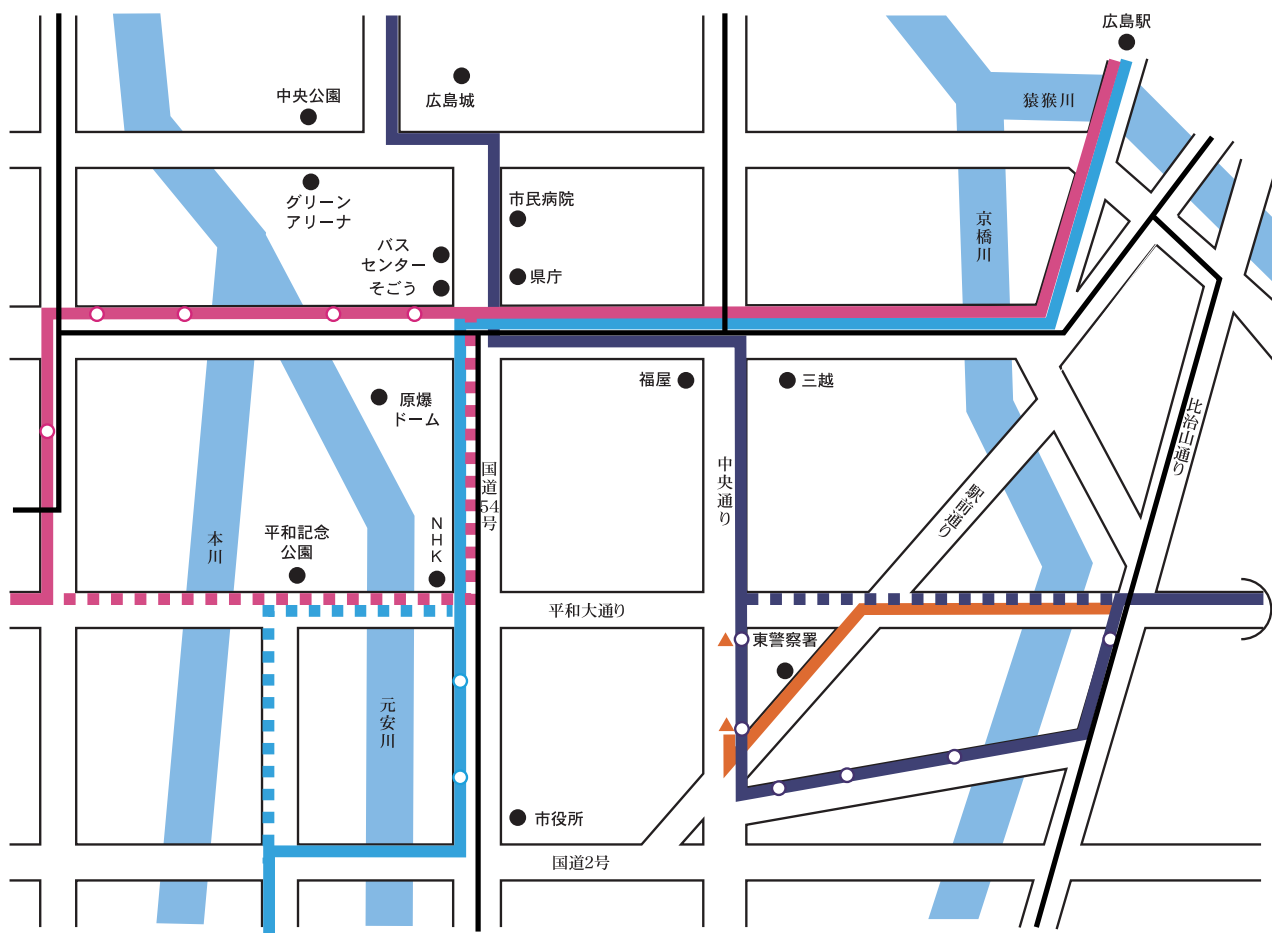 広島駅
中央公園
広島城
猿猴川
グリーン
アリーナ
市民病院
京橋川
バス
センター
県庁
そごう
福屋
三越
原爆
ドーム
比治山通り
国道54号
中央通り
駅前通り
本川
平和記念
公園
NHK
平和大通り
東警察署
元安川
市役所
国道2号